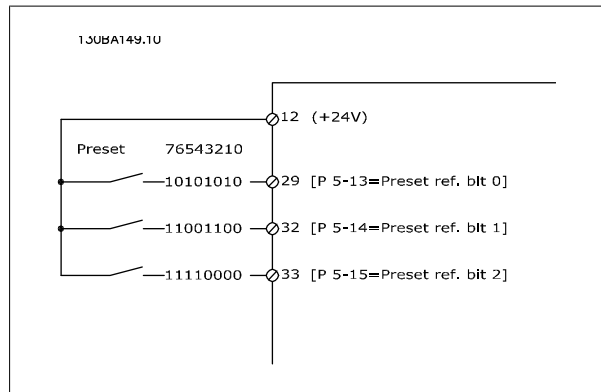 130BA149.10
12 (+24V)
Preset 76543210
10101010 29 [P 5-13=Preset ref. bit 0]
11001100 32 [P 5-14=Preset ref. bit 1]
11110000 33 [P 5-15=Preset ref. bit 2]